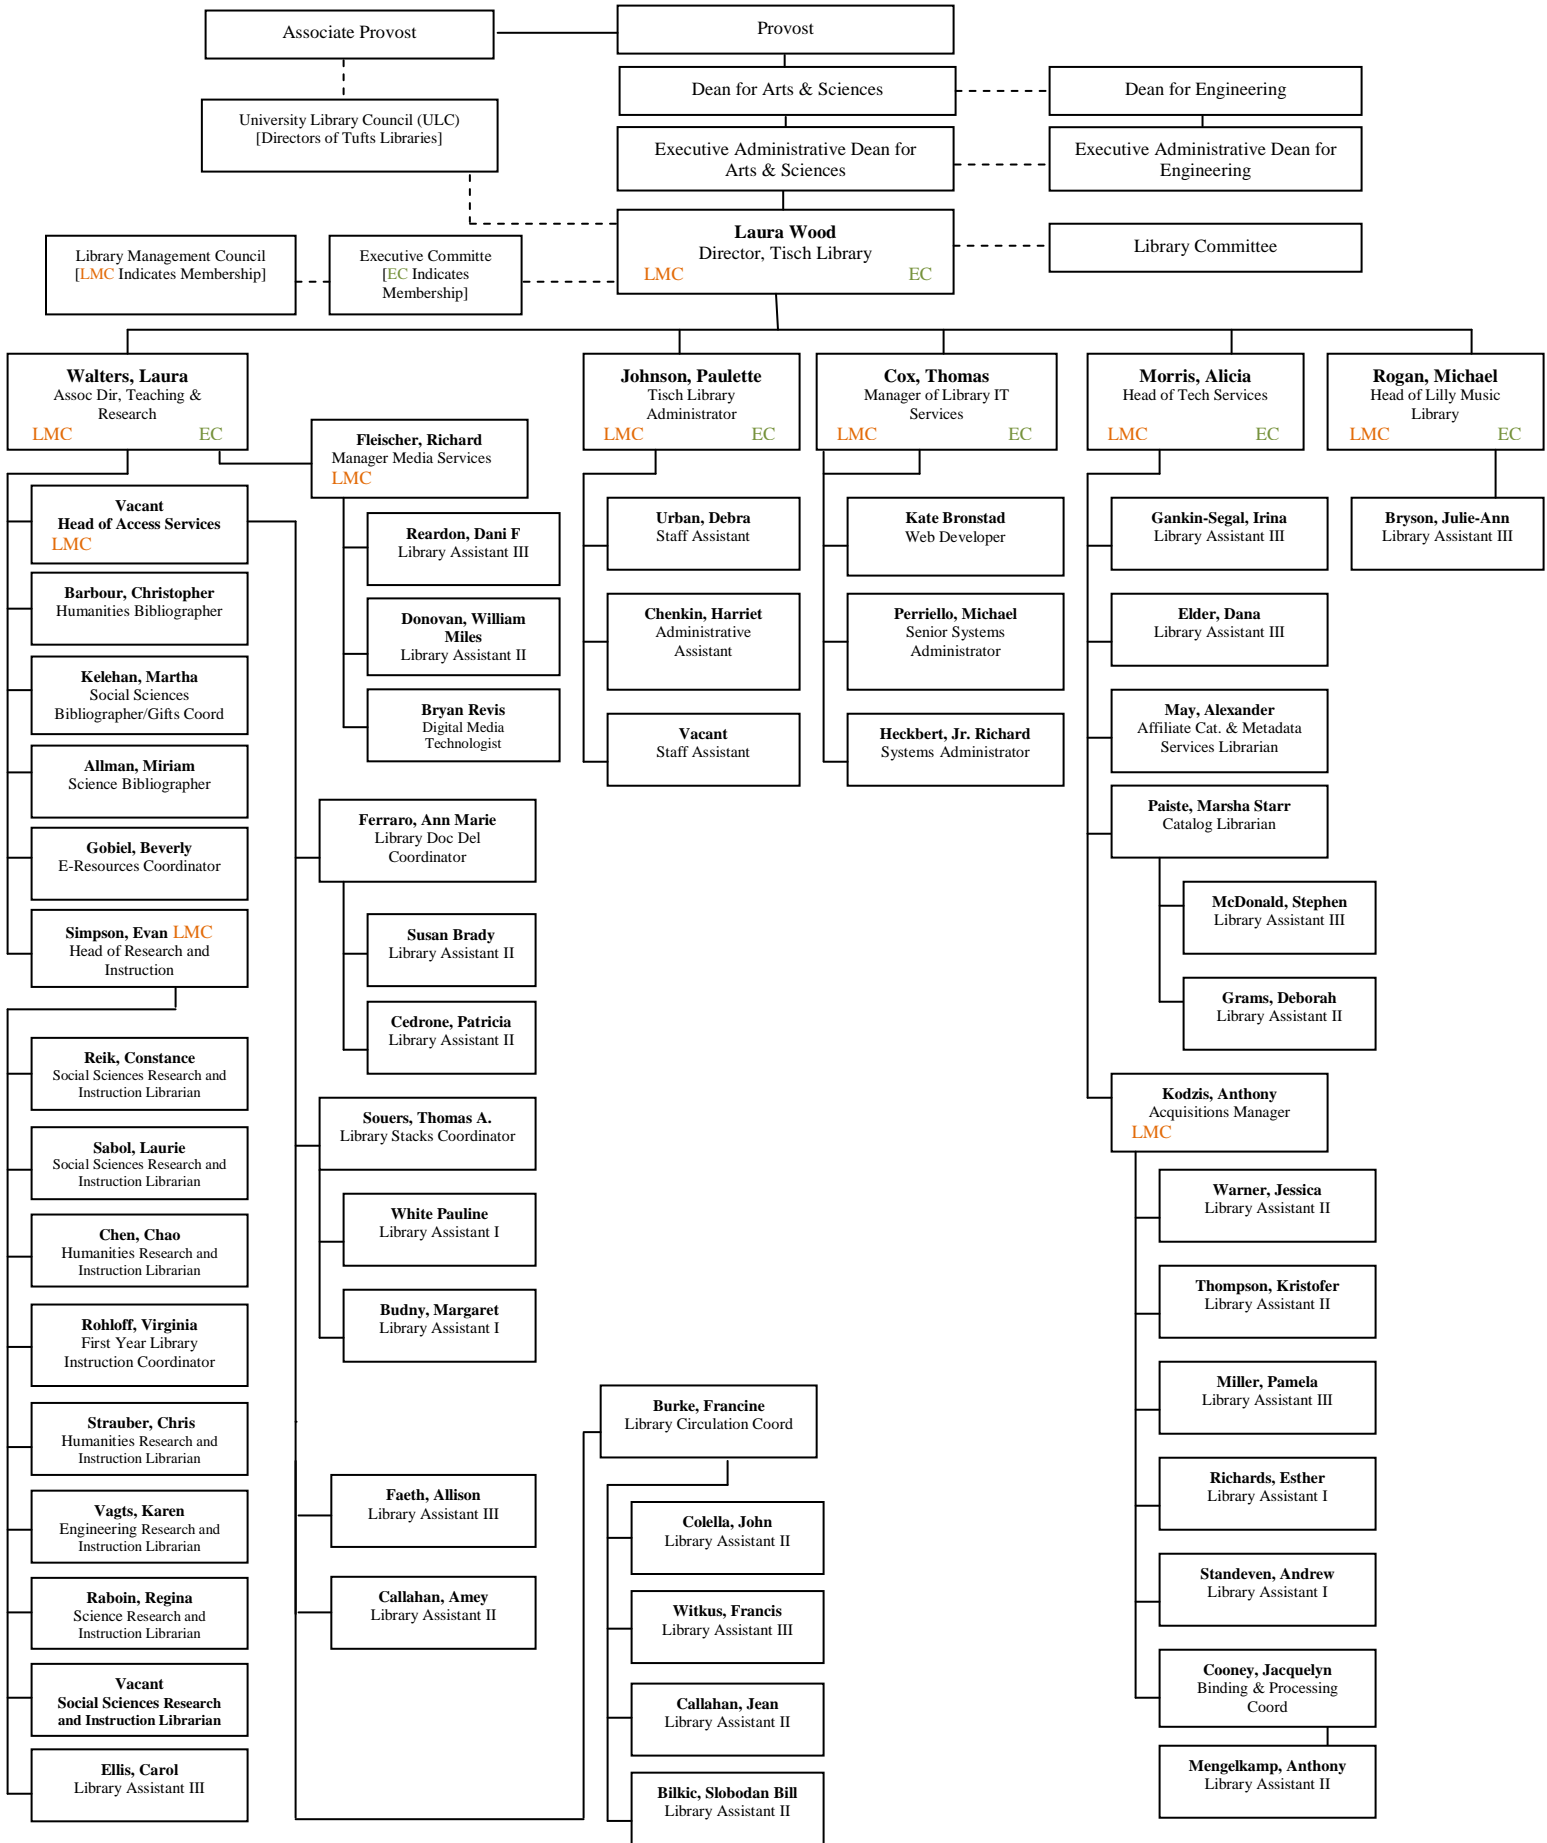 Associate Provost
Provost
Dean for Arts & Sciences
Dean for Engineering
University Library Council (ULC)
[Directors of Tufts Libraries]
Executive Administrative Dean for
Arts & Sciences
Executive Administrative Dean for
Engineering
Laura Wood
Director, Tisch Library
LMC EC
Library Committee
Library Management Council
[LMC Indicates Membership]
Executive Committe
[EC Indicates
Membership]
Walters, Laura
Assoc Dir, Teaching &
Research
LMC EC
Johnson, Paulette
Tisch Library
Administrator
LMC EC
Cox, Thomas
Manager of Library IT
Services
LMC EC
Morris, Alicia
Head of Tech Services
LMC EC
Rogan, Michael
Head of Lilly Music
Library
LMC EC
Fleischer, Richard
Manager Media Services
LMC
Reardon, Dani F
Library Assistant III
Donovan, William
Miles
Library Assistant II
Bryan Revis
Digital Media
Technologist
Vacant
Head of Access Services
LMC
Barbour, Christopher
Humanities Bibliographer
Kelehan, Martha
Social Sciences
Bibliographer/Gifts Coord
Allman, Miriam
Science Bibliographer
Gobiel, Beverly
E-Resources Coordinator
Simpson, Evan LMC
Head of Research and
Instruction
Reik, Constance
Social Sciences Research and
Instruction Librarian
Sabol, Laurie
Social Sciences Research and
Instruction Librarian
Chen, Chao
Humanities Research and
Instruction Librarian
Rohloff, Virginia
First Year Library
Instruction Coordinator
Strauber, Chris
Humanities Research and
Instruction Librarian
Vagts, Karen
Engineering Research and
Instruction Librarian
Raboin, Regina
Science Research and
Instruction Librarian
Vacant
Social Sciences Research
and Instruction Librarian
Ellis, Carol
Library Assistant III
Ferraro, Ann Marie
Library Doc Del
Coordinator
Susan Brady
Library Assistant II
Cedrone, Patricia
Library Assistant II
Souers, Thomas A.
Library Stacks Coordinator
White Pauline
Library Assistant I
Budny, Margaret
Library Assistant I
Faeth, Allison
Library Assistant III
Callahan, Amey
Library Assistant II
Burke, Francine
Library Circulation Coord
Colella, John
Library Assistant II
Witkus, Francis
Library Assistant III
Callahan, Jean
Library Assistant II
Bilkic, Slobodan Bill
Library Assistant II
Urban, Debra
Staff Assistant
Chenkin, Harriet
Administrative
Assistant
Vacant
Staff Assistant
Kate Bronstad
Web Developer
Perriello, Michael
Senior Systems
Administrator
Heckbert, Jr. Richard
Systems Administrator
Gankin-Segal, Irina
Library Assistant III
Elder, Dana
Library Assistant III
May, Alexander
Affiliate Cat. & Metadata
Services Librarian
Paiste, Marsha Starr
Catalog Librarian
McDonald, Stephen
Library Assistant III
Grams, Deborah
Library Assistant II
Kodzis, Anthony
Acquisitions Manager
LMC
Warner, Jessica
Library Assistant II
Thompson, Kristofer
Library Assistant II
Miller, Pamela
Library Assistant III
Richards, Esther
Library Assistant I
Standeven, Andrew
Library Assistant I
Cooney, Jacquelyn
Binding & Processing
Coord
Mengelkamp, Anthony
Library Assistant II
Bryson, Julie-Ann
Library Assistant III